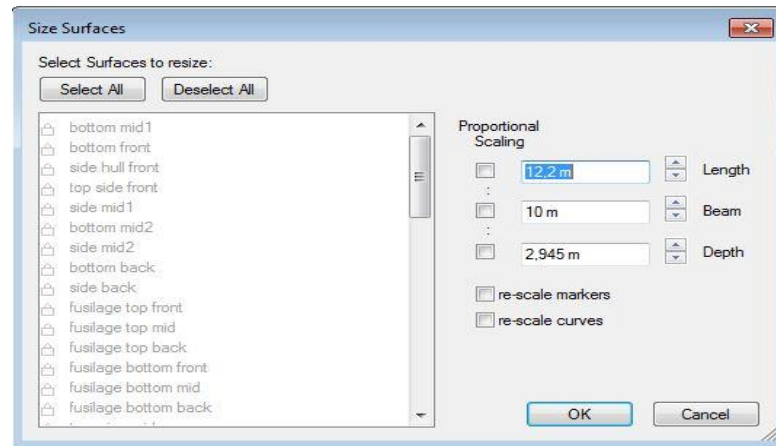 Size Surfaces
Select Surfaces to resize:
Select All
Deselect All
bottom mid1
bottom front
side hull front
top side front
side mid1
bottom mid2
side mid2
bottom back
side back
fusilage top front
fusilage top mid
fusilage top back
fusilage bottom front
fusilage bottom mid
fusilage bottom back
Proportional
Scaling
12,2 m Length
:
10 m Beam
:
2,945 m Depth
re-scale markers
re-scale curves
OK
Cancel